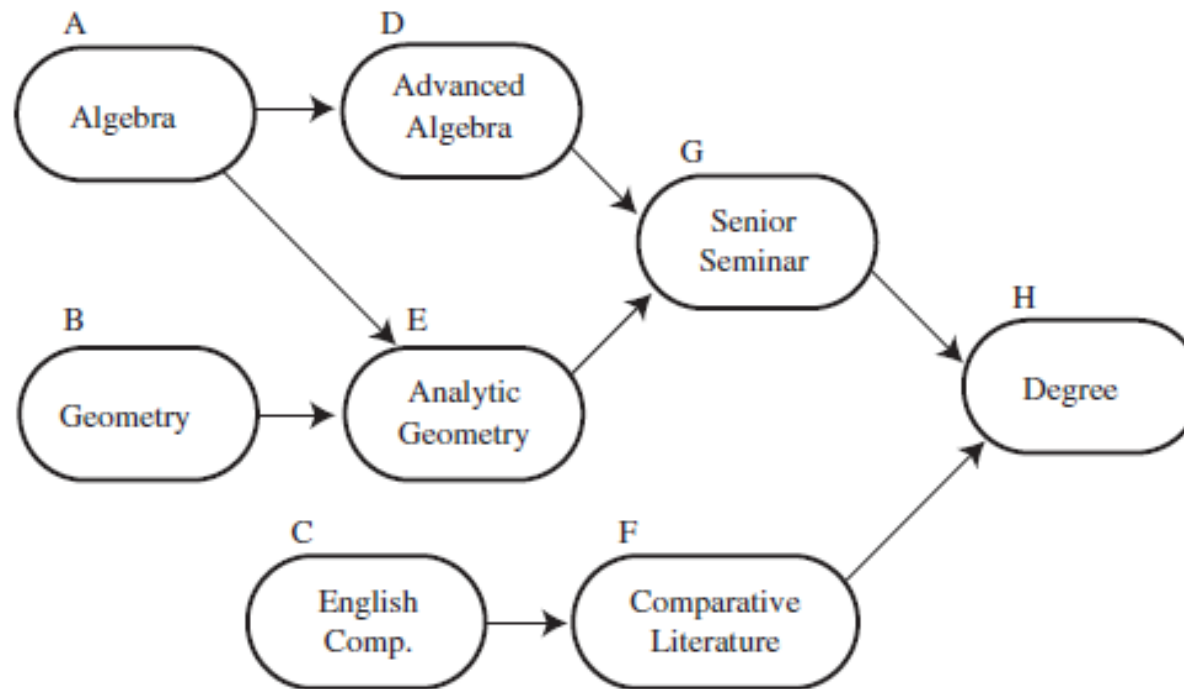 A
Algebra
D
Advanced
Algebra
G
Senior
Seminar
B
Geometry
E
Analytic
Geometry
H
Degree
C
English
Comp.
F
Comparative
Literature